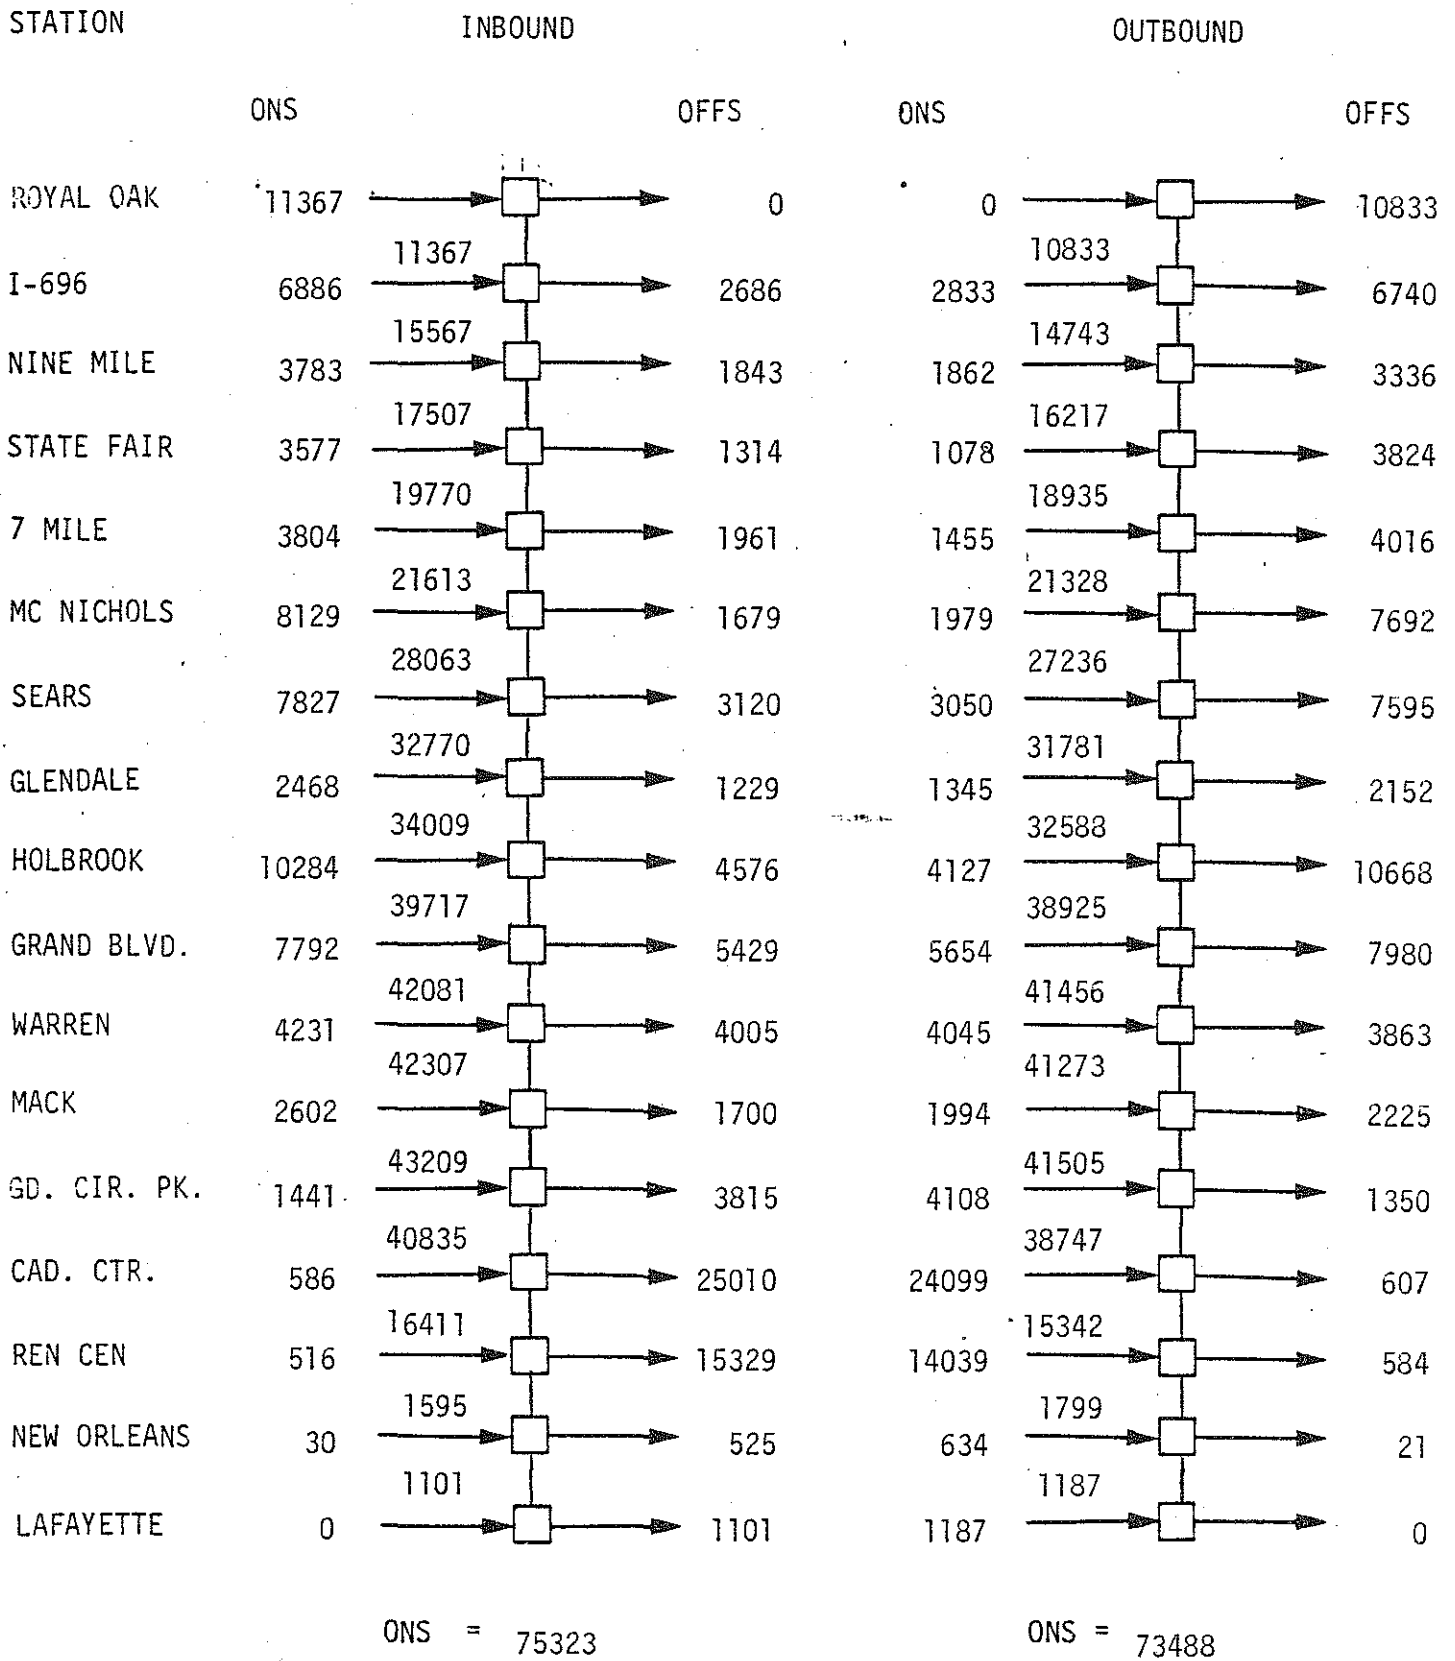 STATION INBOUND OUTBOUND
ONS OFFS ONS OFFS
ROYAL OAK 11367 0 0 10833
11367 10833
I-696 6886 2686 2833 6740
15567 14743
NINE MILE 3783 1843 1862 3336
17507 16217
STATE FAIR 3577 1314 1078 3824
19770 18935
7 MILE 3804 1961 1455 4016
21613 21328
MC NICHOLS 8129 1679 1979 7692
28063 27236
SEARS 7827 3120 3050 7595
32770 31781
GLENDALE 2468 1229 1345 2152
34009 32588
HOLBROOK 10284 4576 4127 10668
39717 38925
GRAND BLVD. 7792 5429 5654 7980
42081 41456
WARREN 4231 4005 4045 3863
42307 41273
MACK 2602 1700 1994 2225
43209 41505
GD. CIR. PK. 1441 3815 4108 1350
40835 38747
CAD. CTR. 586 25010 24099 607
16411 15342
REN CEN 516 15329 14039 584
1595 1799
NEW ORLEANS 30 525 634 21
1101 1187
LAFAYETTE 0 1101 1187 0
ONS = 75323 ONS = 73488